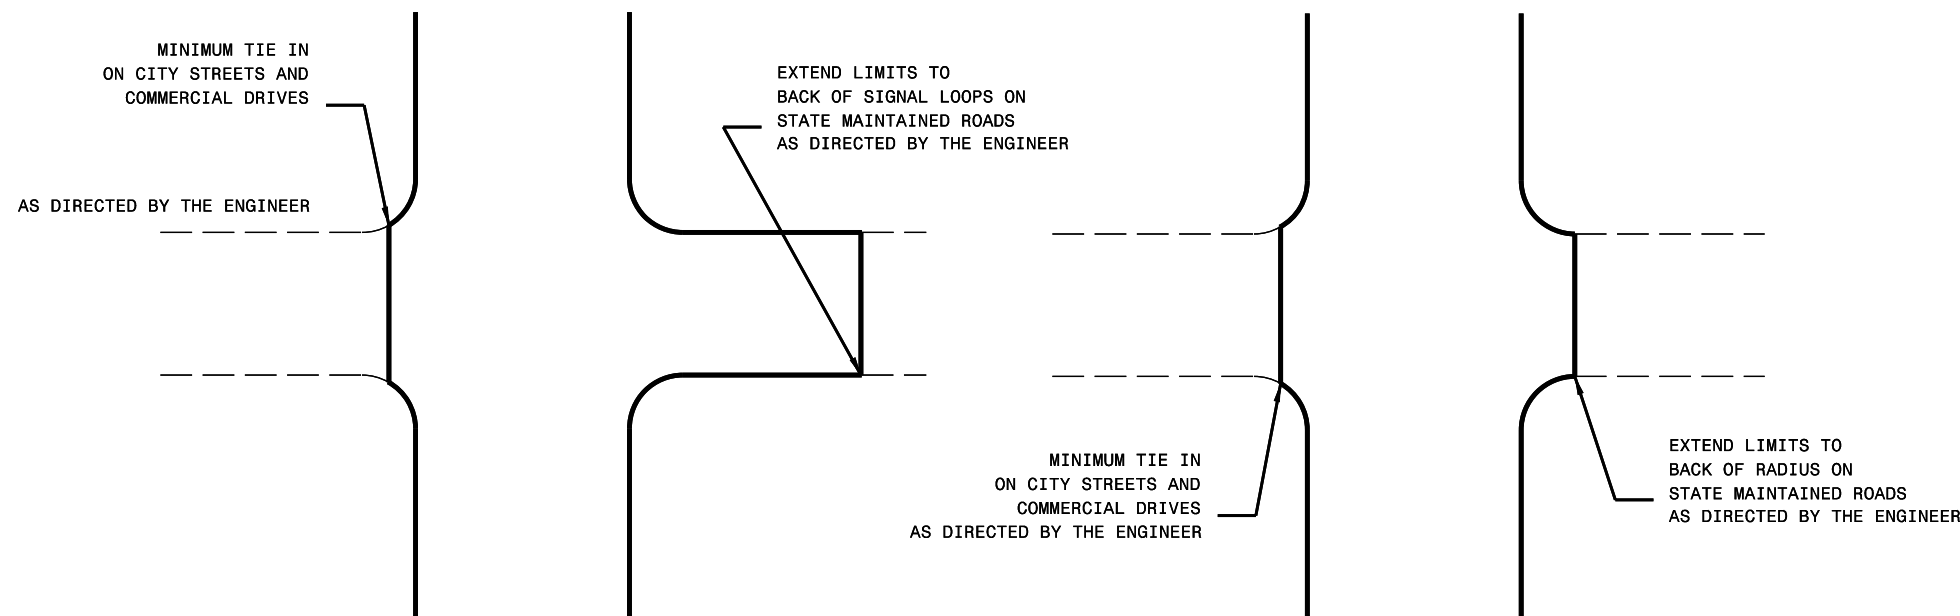 MINIMUM TIE IN
ON CITY STREETS AND
COMMERCIAL DRIVES
AS DIRECTED BY THE ENGINEER
EXTEND LIMITS TO
BACK OF SIGNAL LOOPS ON
STATE MAINTAINED ROADS
AS DIRECTED BY THE ENGINEER
MINIMUM TIE IN
ON CITY STREETS AND
COMMERCIAL DRIVES
AS DIRECTED BY THE ENGINEER
EXTEND LIMITS TO
BACK OF RADIUS ON
STATE MAINTAINED ROADS
AS DIRECTED BY THE ENGINEER